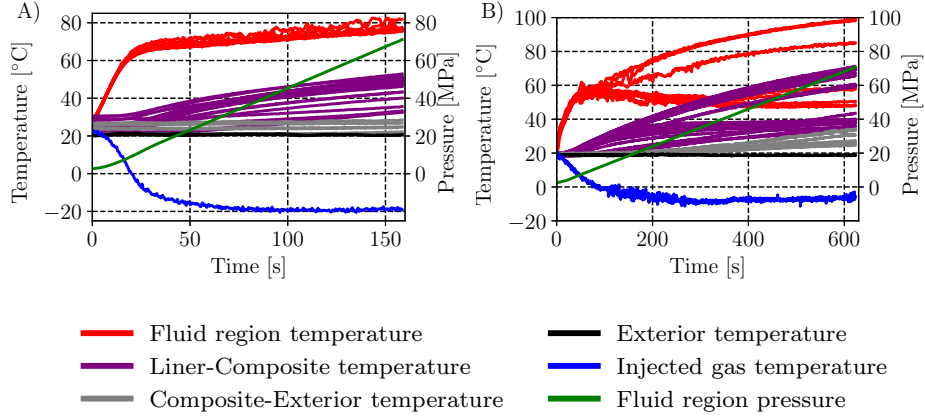 A)
B)
Temperature [°C]
80
60
40
20
0
−20
0
50
100
150
Time [s]
80
60
40
20
0
Pressure [MPa]
Temperature [°C]
100
80
60
40
20
0
−20
0
200
400
600
Time [s]
100
80
60
40
20
0
Pressure [MPa]
Fluid region temperature
Liner-Composite temperature
Composite-Exterior temperature
Exterior temperature
Injected gas temperature
Fluid region pressure